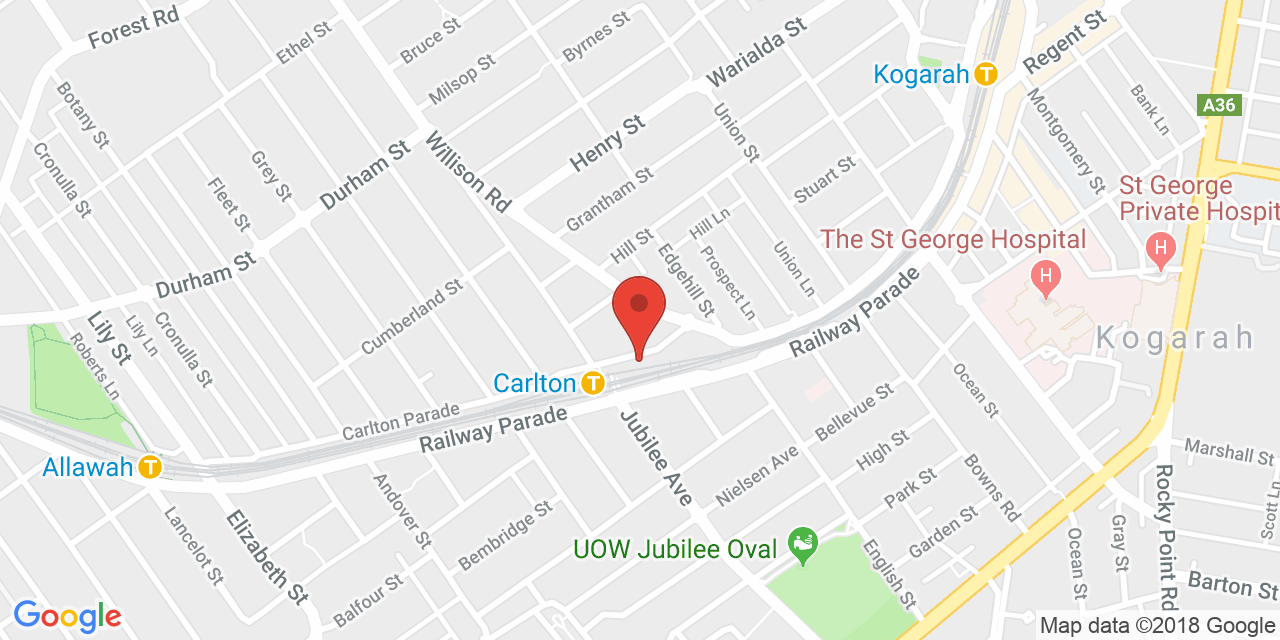 Forest Rd
Ethel St
Bruce St
Byrnes St
Warialda St
Regent St
Kogarah T
Milsop St
Botany St
Montgomery St
Bank Ln
A36
Union St
Henry St
Willison Rd
Durham St
Cronulla St
Grey St
Fleet St
Stuart St
Grantham St
St George
Private Hospit
H
Hill Ln
Hill St
The St George Hospital
H
Edgehill St
Prospect Ln
Union Ln
Durham St
Cumberland St
Railway Parade
Lily St
Lily Ln
Cronulla St
Roberts Ln
Kogarah
Carlton T
Ocean St
Bellevue St
Carlton Parade
Railway Parade
Jubilee Ave
High St
Marshall St
Allawah T
Nielsen Ave
Park St
Bowns Rd
Rocky Point Rd
Scott Ln
Andover St
Lancelot St
Elizabeth St
Bembridge St
Garden St
UOW Jubilee Oval
English St
Ocean St
Gray St
Barton St
Balfour St
Google
Map data ©2018 Google